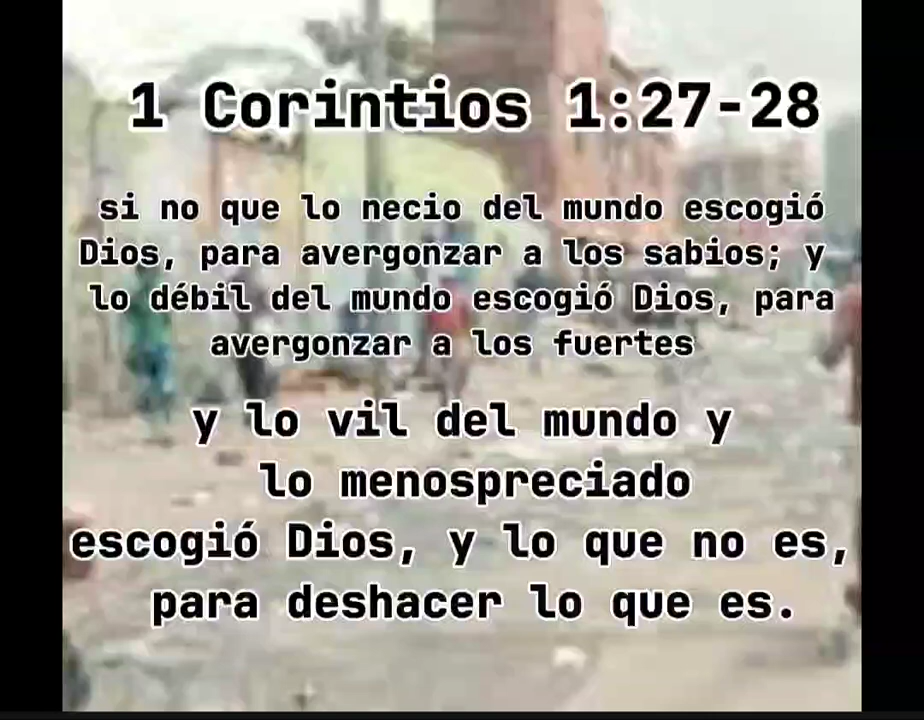 1 Corintios 1:27-28
si no que lo necio del mundo escogió
Dios, para avergonzar a los sabios; y
lo débil del mundo escogió Dios, para
avergonzar a los fuertes
y lo vil del mundo y
lo menospreciado
escogió Dios, y lo que no es,
para deshacer lo que es.